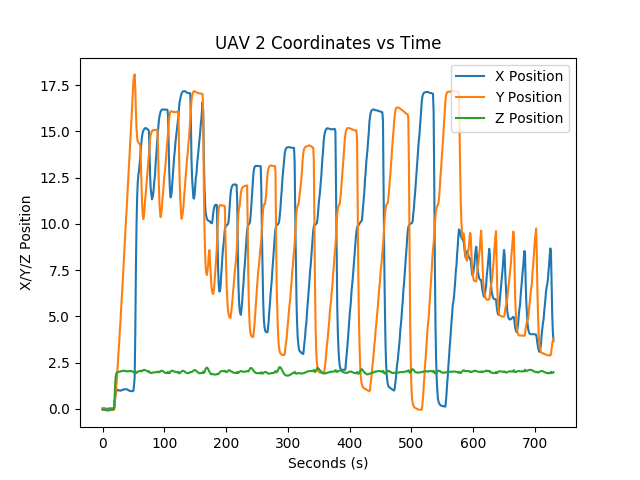 UAV 2 Coordinates vs Time
X Position
Y Position
Z Position
17.5
15.0
12.5
10.0
7.5
5.0
2.5
0.0
X/Y/Z Position
0 100 200 300 400 500 600 700
Seconds (s)